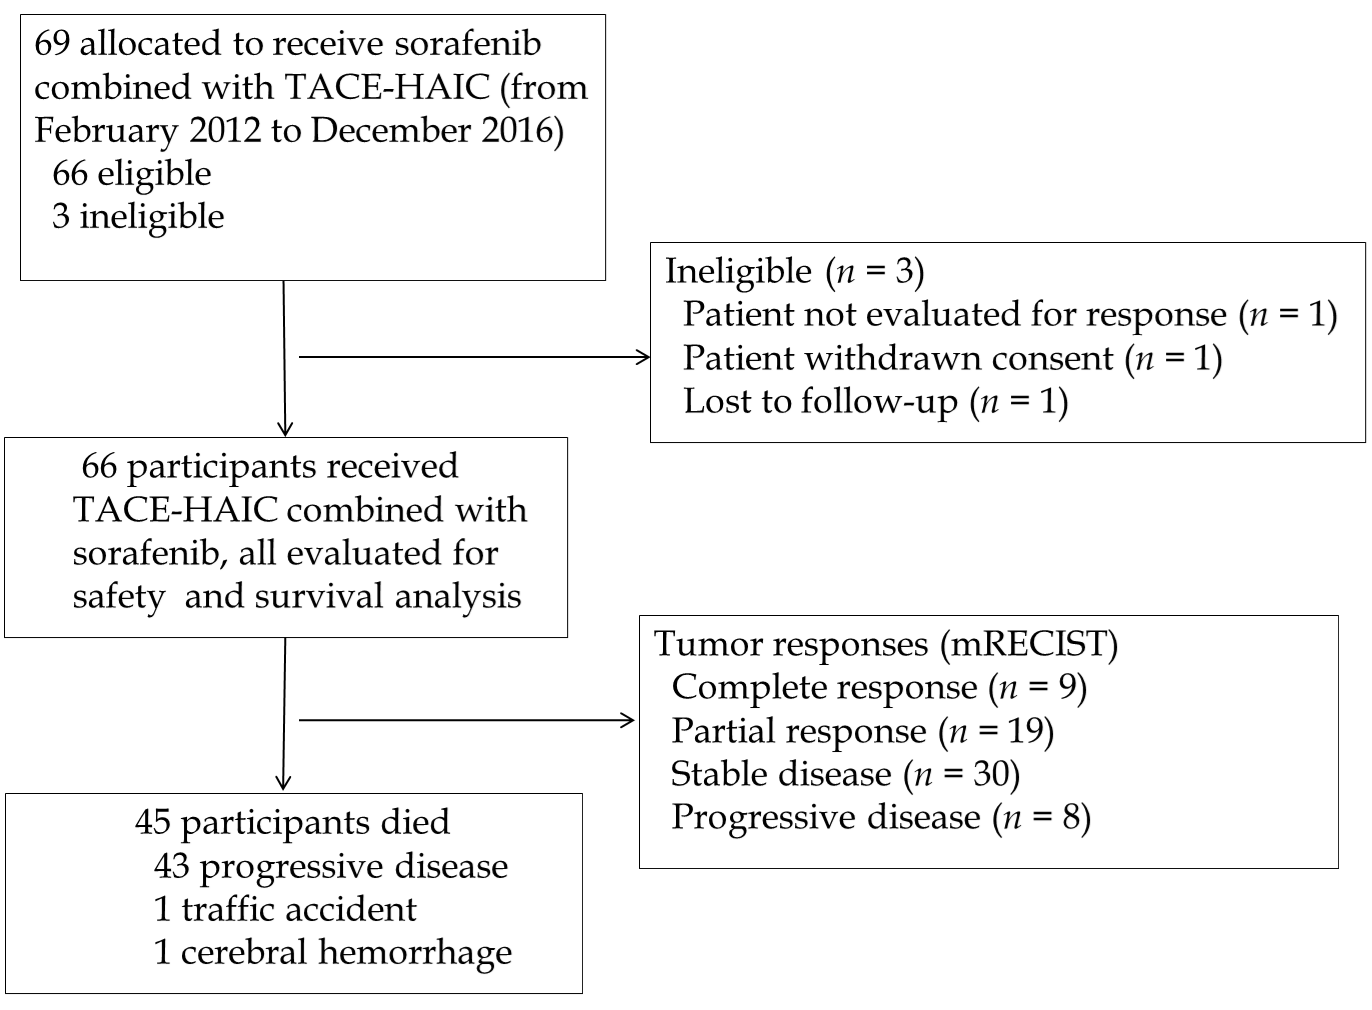 69 allocated to receive sorafenib
combined with TACE-HAIC (from
February 2012 to December 2016)
66 eligible
3 ineligible
Ineligible (n = 3)
Patient not evaluated for response (n = 1)
Patient withdrawn consent (n = 1)
Lost to follow-up (n = 1)
66 participants received
TACE-HAIC combined with
sorafenib, all evaluated for
safety and survival analysis
Tumor responses (mRECIST)
Complete response (n = 9)
Partial response (n = 19)
Stable disease (n = 30)
Progressive disease (n = 8)
45 participants died
43 progressive disease
1 traffic accident
1 cerebral hemorrhage